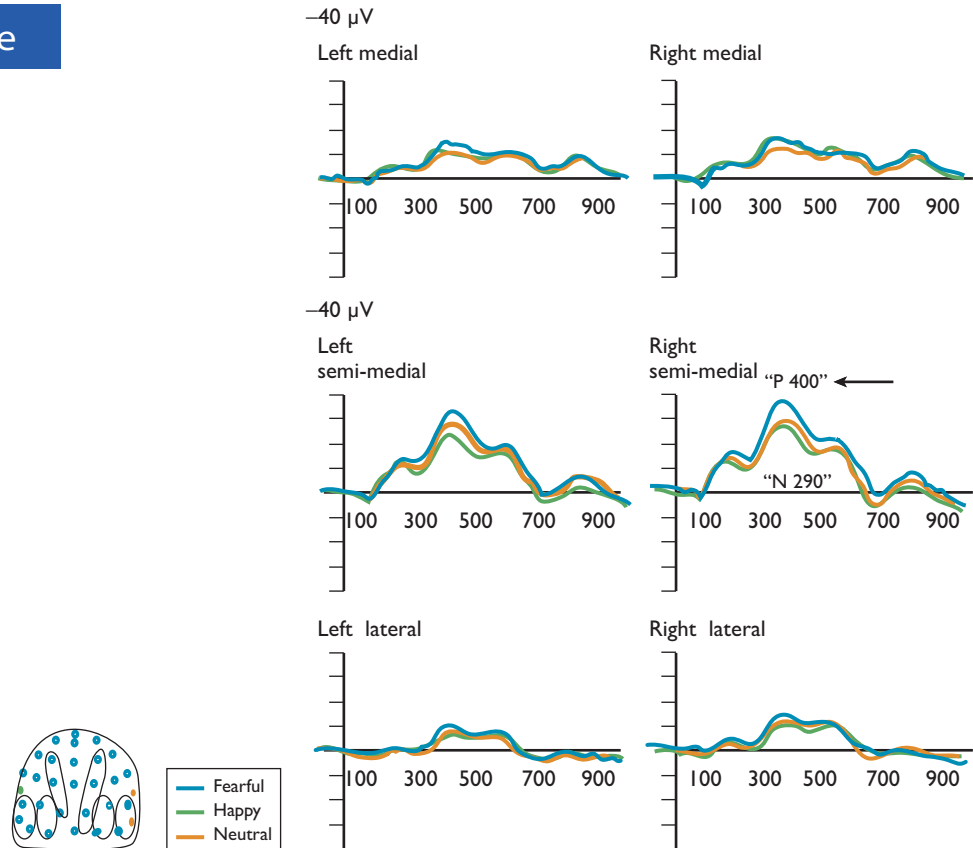 e
–40 µV
Left medial
Right medial
100 300 500 700 900
100 300 500 700 900
–40 µV
Left
semi-medial
Right
semi-medial
“P 400”
“N 290”
100 300 500 700 900
100 300 500 700 900
Left lateral
Right lateral
100 300 500 700 900
100 300 500 700 900
Fearful
Happy
Neutral